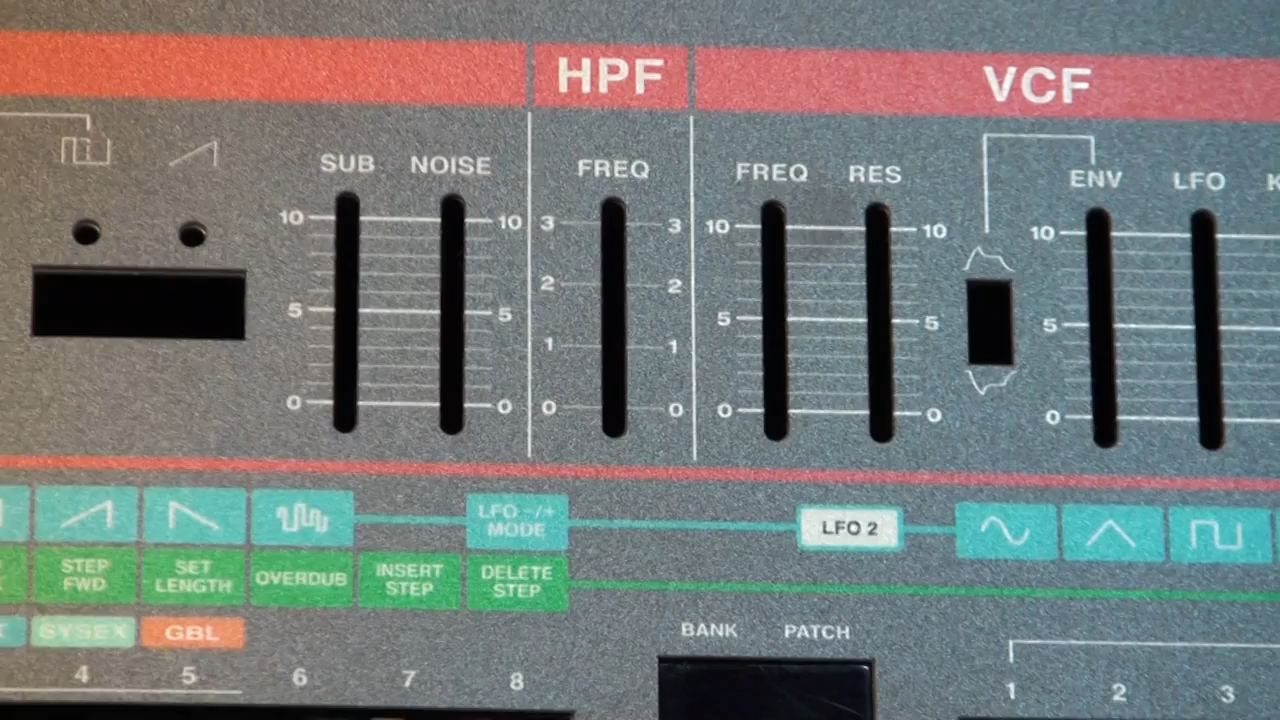 HPF
VCF
SUB NOISE
FREQ
FREQ RES
ENV LFO
10 10 3 3 10 10 10
2 2
5 5 5 5 5
1 1
0 0 0 0 0 0 0
LFO -/+
MODE
LFO 2
STEP
FWD
SET
LENGTH
OVERDUB
INSERT
STEP
DELETE
STEP
SYSEX GBL
BANK PATCH
4 5 6 7 8
1 2 3